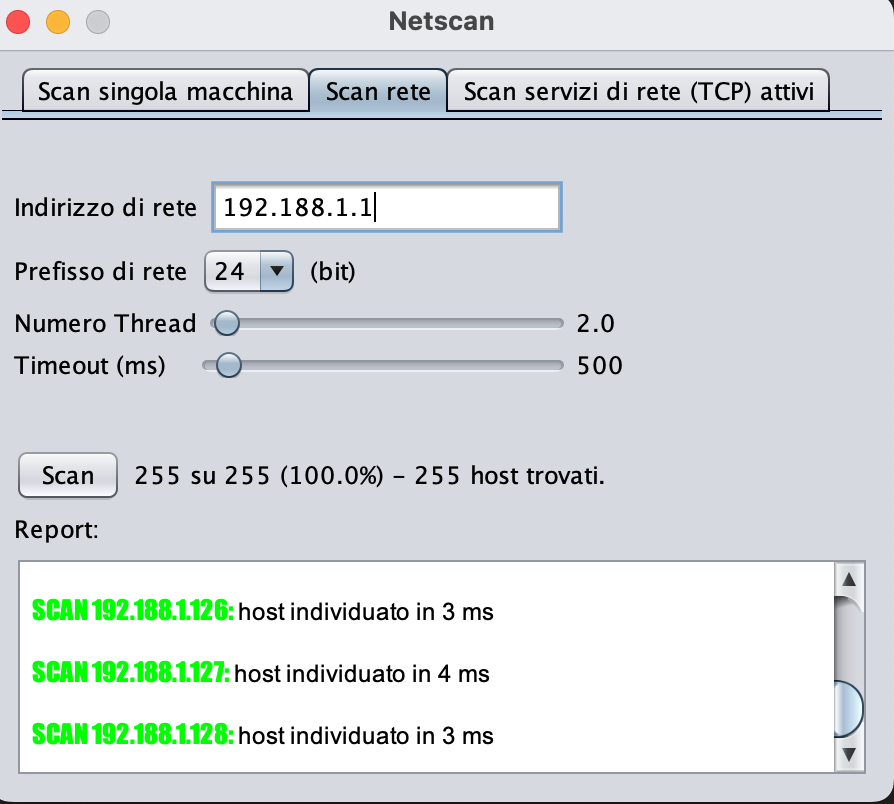 Netscan
Scan singola macchina Scan rete Scan servizi di rete (TCP) attivi
Indirizzo di rete 192.188.1.1
Prefisso di rete 24 (bit)
Numero Thread 2.0
Timeout (ms) 500
Scan 255 su 255 (100.0%) - 255 host trovati.
Report:
SCAN 192.188.1.126: host individuato in 3 ms
SCAN 192.188.1.127: host individuato in 4 ms
SCAN 192.188.1.128: host individuato in 3 ms